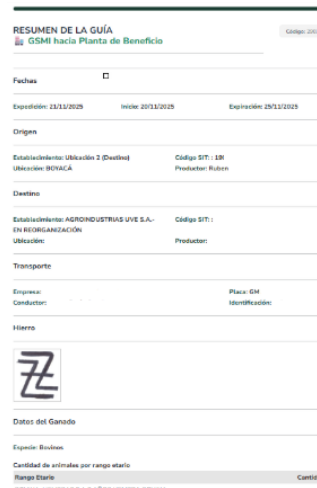 RESUMEN DE LA GUÍA
GSMI hacia Planta de Beneficio
Código:
Fechas
Expedición: 21/11/2025 Inicio: 20/11/2025 Expiración: 25/11/2025
Origen
Establecimiento: Ubicación 2 (Destino) Código SIT: :
Ubicación: BOYACÁ Productor: Ruben
Destino
Establecimiento: AGROINDUSTRIAS UVE S.A.- Código SIT: :
EN REORGANIZACIÓN
Ubicación: Productor:
Transporte
Empresa: Placa: GM
Conductor: Identificación:
Hierro
Datos del Ganado
Especie: Bovinos
Cantidad de animales por rango etario
Rango Etario Cantid